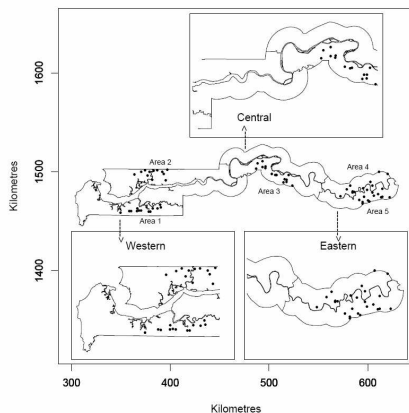 1600
1500
1400
Kilometres
Central
Area 2
Area 4
Area 3
Area 5
Area 1
Western
Eastern
300
400
500
600
Kilometres